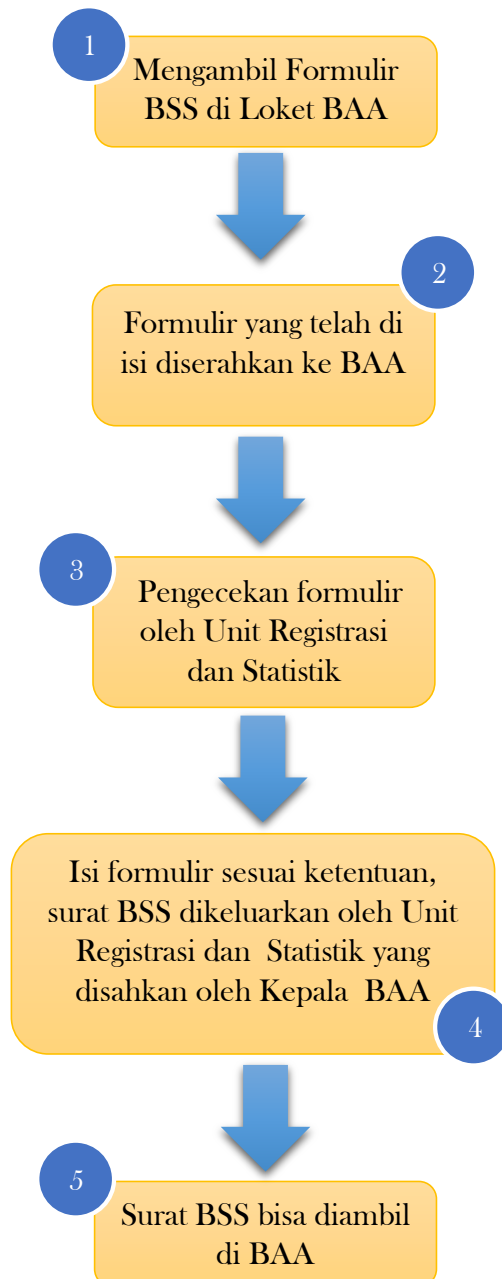 1
Mengambil Formulir
BSS di Loket BAA
2
Formulir yang telah di
isi diserahkan ke BAA
3
Pengecekan formulir
oleh Unit Registrasi
dan Statistik
Isi formulir sesuai ketentuan,
surat BSS dikeluarkan oleh Unit
Registrasi dan Statistik yang
disahkan oleh Kepala BAA
4
5
Surat BSS bisa diambil
di BAA